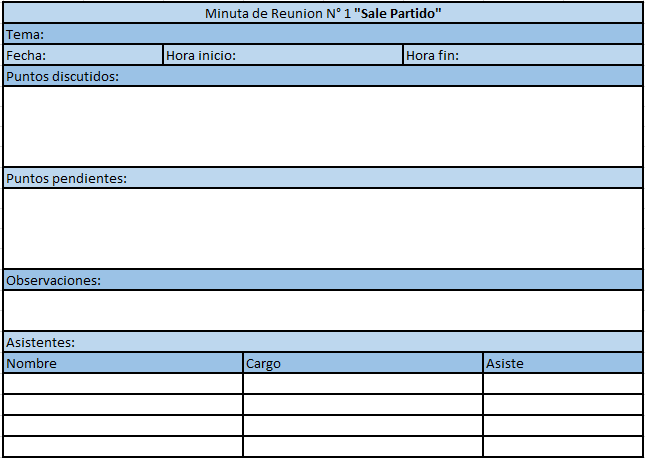 Minuta de Reunion N° 1 "Sale Partido"
Tema:
Fecha: Hora inicio: Hora fin:
Puntos discutidos:
Puntos pendientes:
Observaciones:
Asistentes:
Nombre Cargo Asiste